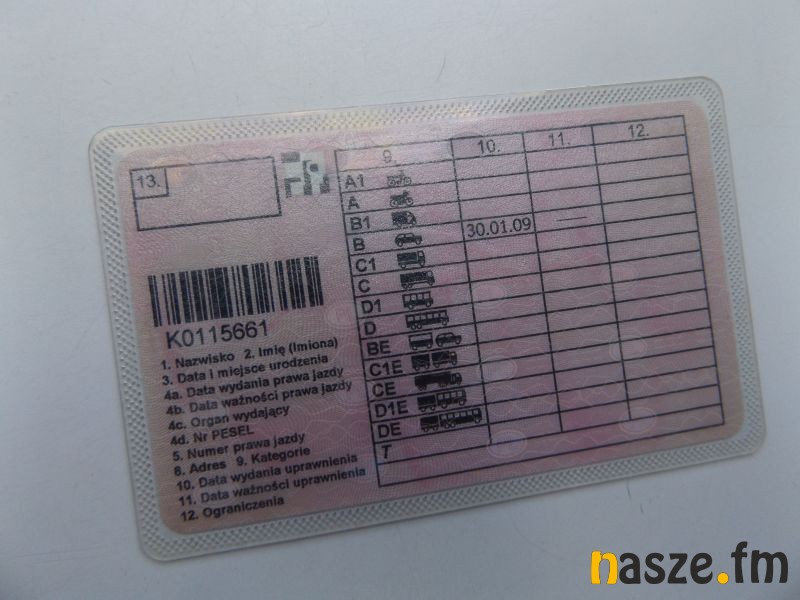 13.
K0115661
1. Nazwisko 2. Imię (Imiona)
3. Data i miejsce urodzenia
4a. Data wydania prawa jazdy
4b. Data ważności prawa jazdy
4c. Organ wydający
4d. Nr PESEL
5. Numer prawa jazdy
8. Adres 9. Kategorie
10. Data wydania uprawnienia
11. Data ważności uprawnienia
12. Ograniczenia
9. 10. 11. 12.
A1
A
B1
B 30.01.09 —
C1
C
D1
D
BE
C1E
CE
D1E
DE
T
nasze.fm